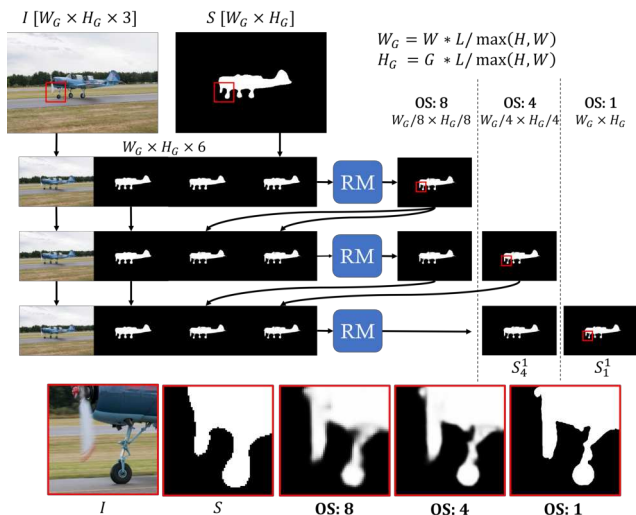 I [W_G × H_G × 3]
S [W_G × H_G]
W_G = W ∗ L/ max(H, W)
H_G = G ∗ L/ max(H, W)
OS: 8
OS: 4
OS: 1
W_G/8 × H_G/8
W_G/4 × H_G/4
W_G × H_G
W_G × H_G × 6
RM
RM
RM
S_4^1
S_1^1
I
S
OS: 8
OS: 4
OS: 1